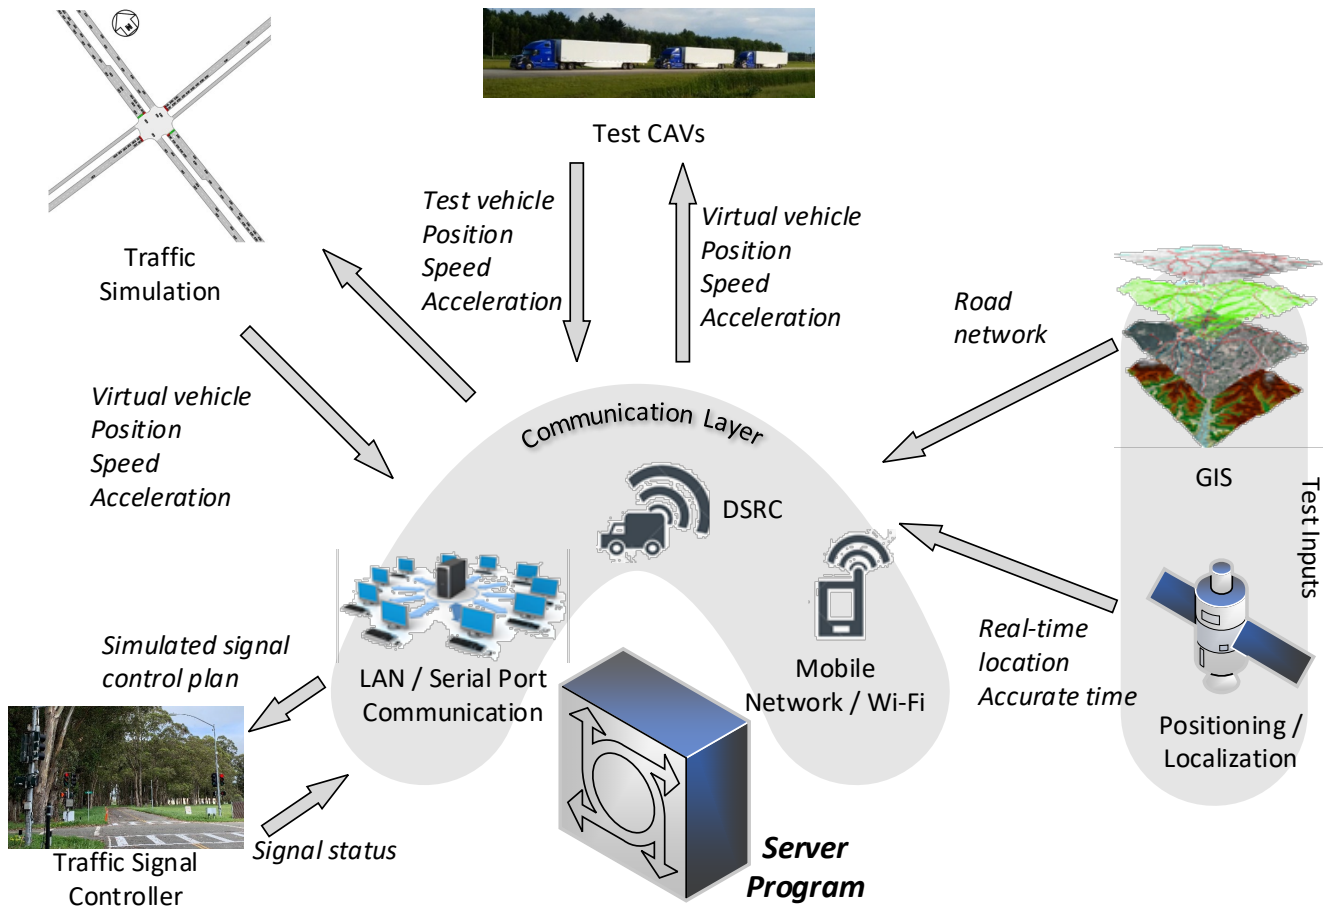 Test CAVs
Traffic
Simulation
Test vehicle
Position
Speed
Acceleration
Virtual vehicle
Position
Speed
Acceleration
Road
network
Virtual vehicle
Position
Speed
Acceleration
Communication Layer
DSRC
GIS
Test Inputs
Real-time
location
Accurate time
Positioning /
Localization
Mobile
Network / Wi-Fi
LAN / Serial Port
Communication
Simulated signal
control plan
Signal status
Traffic Signal
Controller
Server
Program